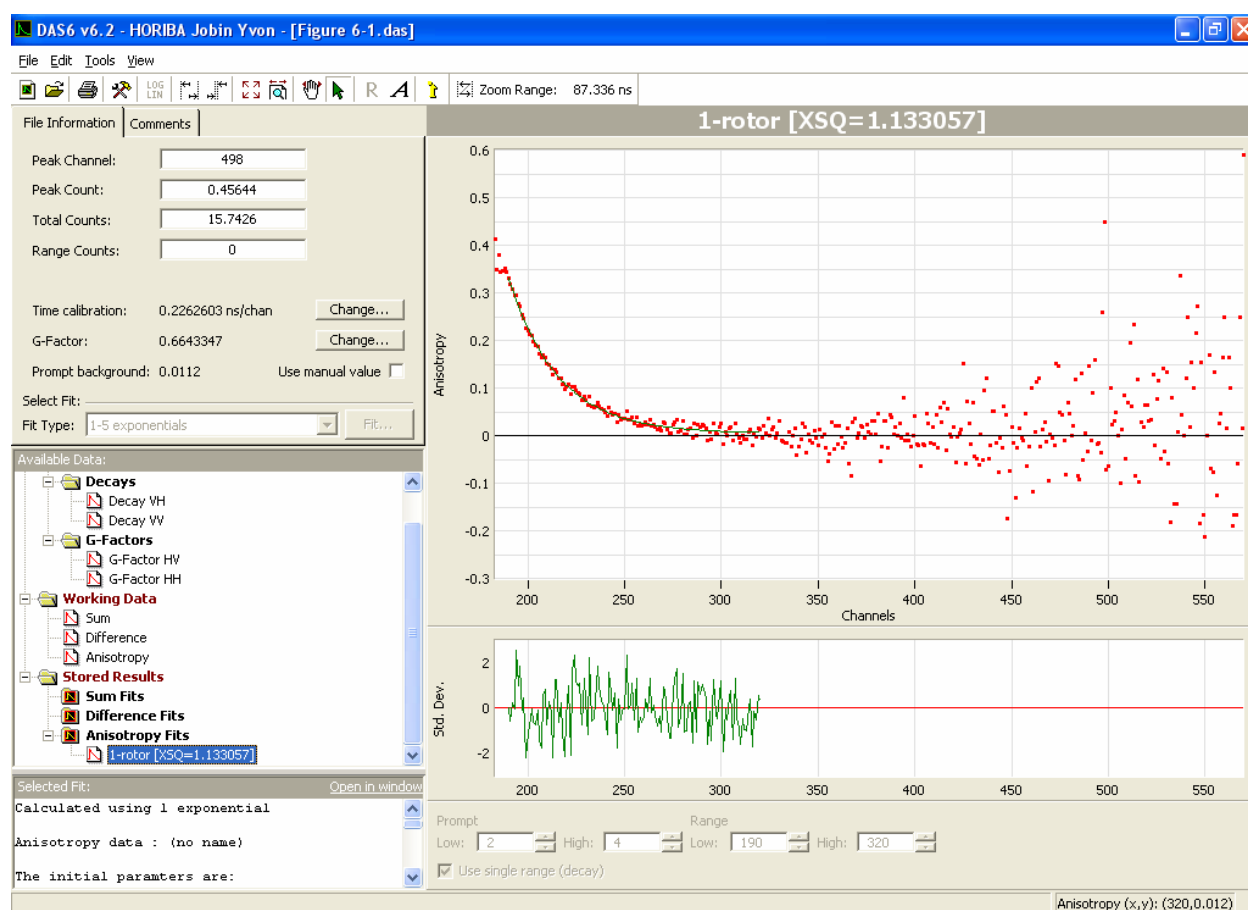 DAS6 v6.2 - HORIBA Jobin Yvon - [Figure 6-1.das]
File Edit Tools View
LOG LIN R A Zoom Range: 87.336 ns
File Information Comments
1-rotor [XSQ=1.133057]
Peak Channel: 498
Peak Count: 0.45644
Total Counts: 15.7426
Range Counts: 0
Time calibration: 0.2262603 ns/chan Change...
G-Factor: 0.6643347 Change...
Prompt background: 0.0112 Use manual value
Select Fit:
Fit Type: 1-5 exponentials Fit...
Available Data:
Decays
Decay VH
Decay VV
G-Factors
G-Factor HV
G-Factor HH
Working Data
Sum
Difference
Anisotropy
Stored Results
Sum Fits
Difference Fits
Anisotropy Fits
1-rotor [XSQ=1.133057]
Selected Fit: Open in window
Calculated using 1 exponential
Anisotropy data : (no name)
The initial paramters are:
Anisotropy
0.6
0.5
0.4
0.3
0.2
0.1
0
-0.1
-0.2
-0.3
200 250 300 350 400 450 500 550
Channels
Std. Dev.
2
0
-2
200 250 300 350 400 450 500 550
Prompt Range
Low: 2 High: 4 Low: 190 High: 320
Use single range (decay)
Anisotropy (x,y): (320,0.012)